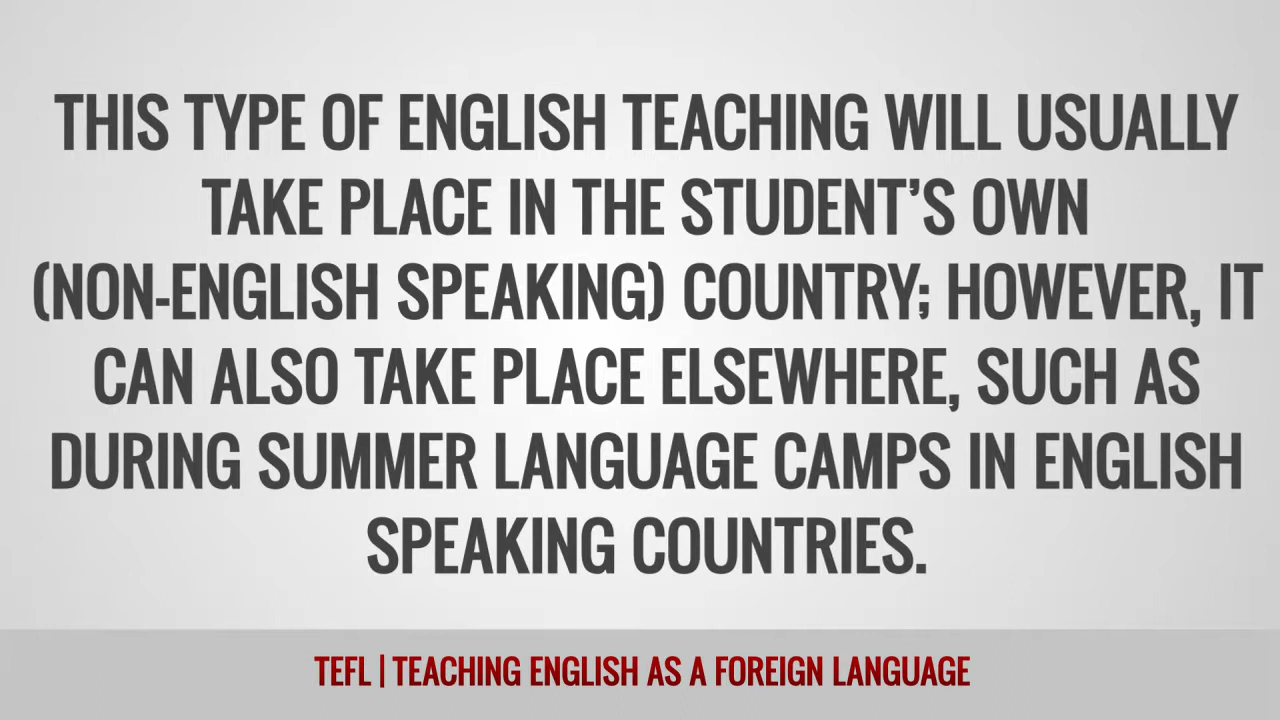 THIS TYPE OF ENGLISH TEACHING WILL USUALLY
TAKE PLACE IN THE STUDENT’S OWN
(NON-ENGLISH SPEAKING) COUNTRY; HOWEVER, IT
CAN ALSO TAKE PLACE ELSEWHERE, SUCH AS
DURING SUMMER LANGUAGE CAMPS IN ENGLISH
SPEAKING COUNTRIES.
TEFL | TEACHING ENGLISH AS A FOREIGN LANGUAGE